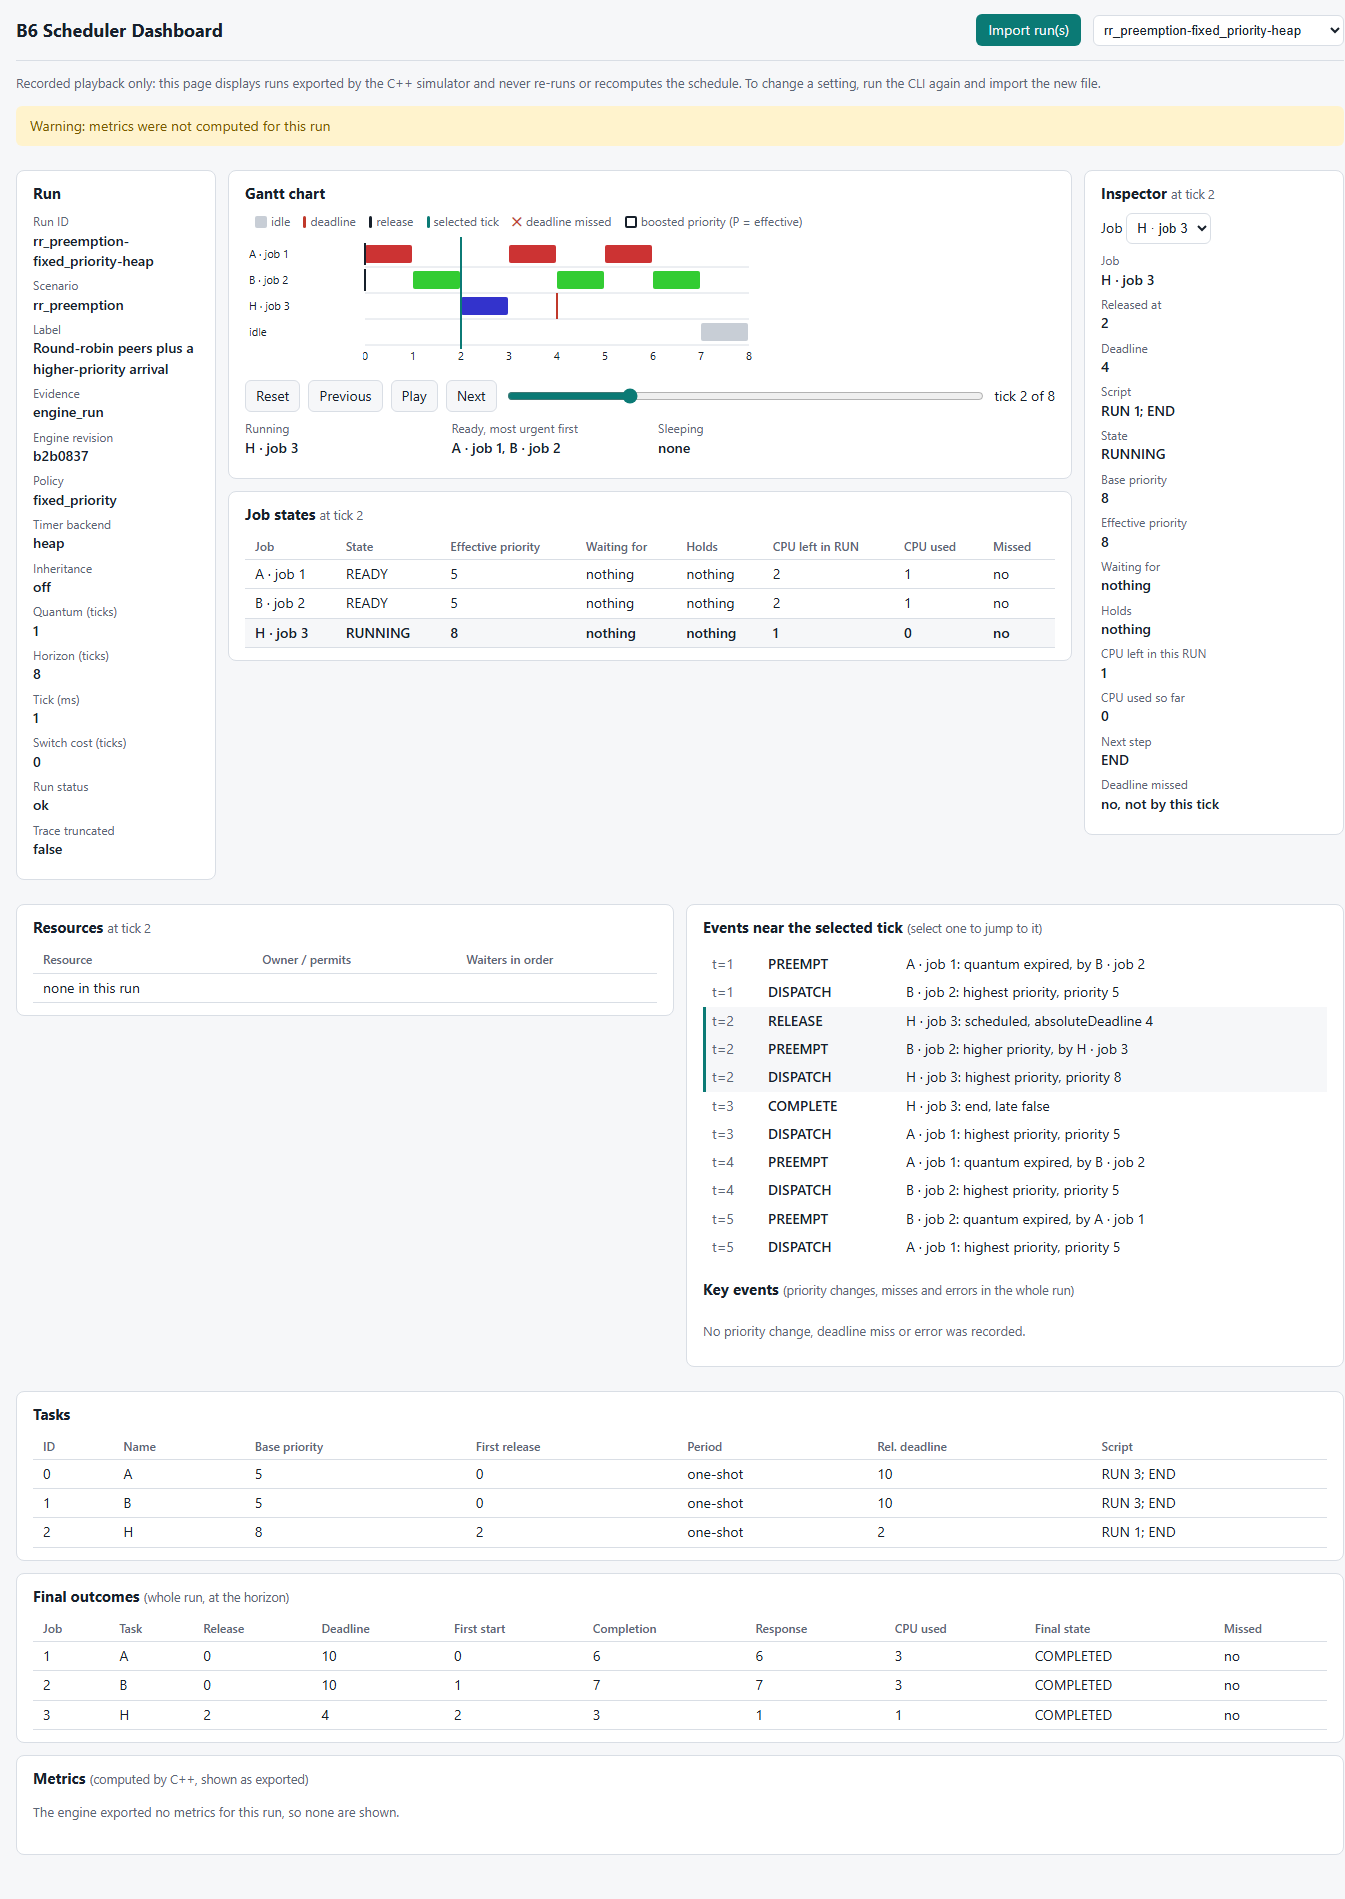 B6 Scheduler Dashboard
Import run(s)
rr_preemption-fixed_priority-heap
Recorded playback only: this page displays runs exported by the C++ simulator and never re-runs or recomputes the schedule. To change a setting, run the CLI again and import the new file.
Warning: metrics were not computed for this run
Run
Run ID
rr_preemption-
fixed_priority-heap
Scenario
rr_preemption
Label
Round-robin peers plus a
higher-priority arrival
Evidence
engine_run
Engine revision
b2b0837
Policy
fixed_priority
Timer backend
heap
Inheritance
off
Quantum (ticks)
1
Horizon (ticks)
8
Tick (ms)
1
Switch cost (ticks)
0
Run status
ok
Trace truncated
false
Gantt chart
idle deadline release selected tick deadline missed boosted priority (P = effective)
A · job 1
B · job 2
H · job 3
idle
0 1 2 3 4 5 6 7 8
Reset Previous Play Next tick 2 of 8
Running Ready, most urgent first Sleeping
H · job 3 A · job 1, B · job 2 none
Job states at tick 2
Job State Effective priority Waiting for Holds CPU left in RUN CPU used Missed
A · job 1 READY 5 nothing nothing 2 1 no
B · job 2 READY 5 nothing nothing 2 1 no
H · job 3 RUNNING 8 nothing nothing 1 0 no
Inspector at tick 2
Job H · job 3
Job
H · job 3
Released at
2
Deadline
4
Script
RUN 1; END
State
RUNNING
Base priority
8
Effective priority
8
Waiting for
nothing
Holds
nothing
CPU left in this RUN
1
CPU used so far
0
Next step
END
Deadline missed
no, not by this tick
Resources at tick 2
Resource Owner / permits Waiters in order
none in this run
Events near the selected tick (select one to jump to it)
t=1 PREEMPT A · job 1: quantum expired, by B · job 2
t=1 DISPATCH B · job 2: highest priority, priority 5
t=2 RELEASE H · job 3: scheduled, absoluteDeadline 4
t=2 PREEMPT B · job 2: higher priority, by H · job 3
t=2 DISPATCH H · job 3: highest priority, priority 8
t=3 COMPLETE H · job 3: end, late false
t=3 DISPATCH A · job 1: highest priority, priority 5
t=4 PREEMPT A · job 1: quantum expired, by B · job 2
t=4 DISPATCH B · job 2: highest priority, priority 5
t=5 PREEMPT B · job 2: quantum expired, by A · job 1
t=5 DISPATCH A · job 1: highest priority, priority 5
Key events (priority changes, misses and errors in the whole run)
No priority change, deadline miss or error was recorded.
Tasks
ID Name Base priority First release Period Rel. deadline Script
0 A 5 0 one-shot 10 RUN 3; END
1 B 5 0 one-shot 10 RUN 3; END
2 H 8 2 one-shot 2 RUN 1; END
Final outcomes (whole run, at the horizon)
Job Task Release Deadline First start Completion Response CPU used Final state Missed
1 A 0 10 0 6 6 3 COMPLETED no
2 B 0 10 1 7 7 3 COMPLETED no
3 H 2 4 2 3 1 1 COMPLETED no
Metrics (computed by C++, shown as exported)
The engine exported no metrics for this run, so none are shown.